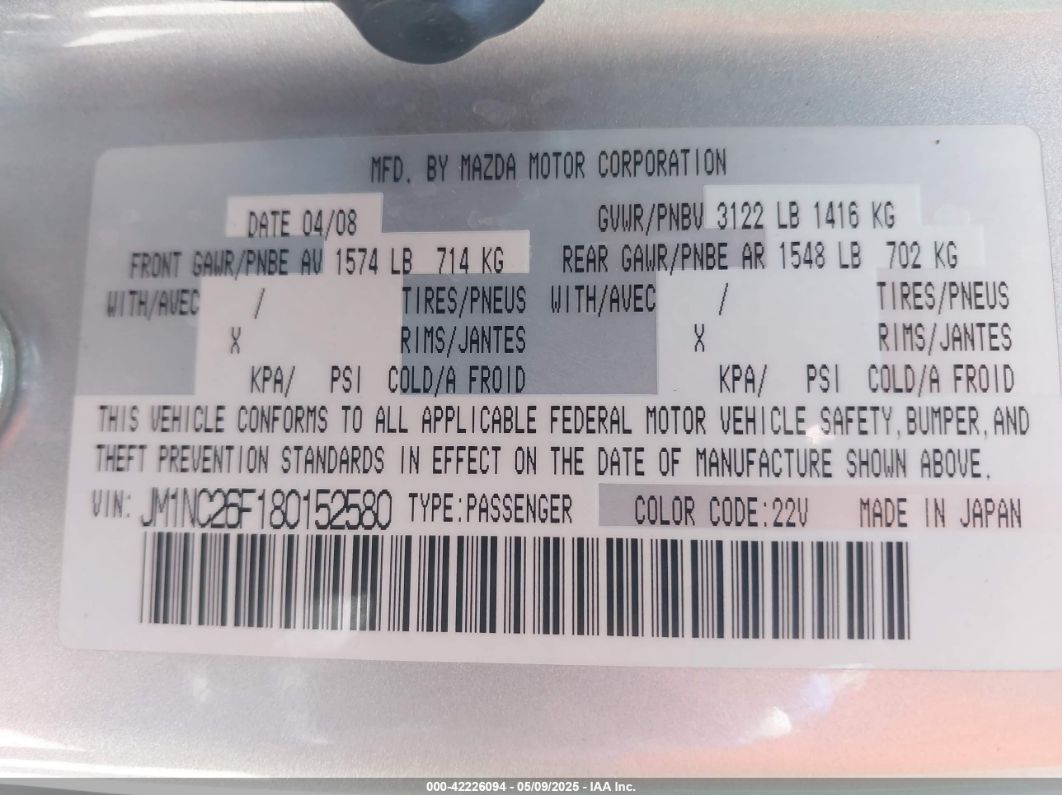 MFD. BY MAZDA MOTOR CORPORATION
DATE 04/08 GVWR/PNBV 3122 LB 1416 KG
FRONT GAWR/PNBE AV 1574 LB 714 KG REAR GAWR/PNBE AR 1548 LB 702 KG
WITH/AVEC / TIRES/PNEUS WITH/AVEC / TIRES/PNEUS
X RIMS/JANTES X RIMS/JANTES
KPA/ PSI COLD/A FROID KPA/ PSI COLD/A FROID
THIS VEHICLE CONFORMS TO ALL APPLICABLE FEDERAL MOTOR VEHICLE SAFETY, BUMPER, AND
THEFT PREVENTION STANDARDS IN EFFECT ON THE DATE OF MANUFACTURE SHOWN ABOVE.
VIN: JM1NC26F180152580 TYPE:PASSENGER COLOR CODE:22V MADE IN JAPAN
000-42226094 - 05/09/2025 - IAA Inc.